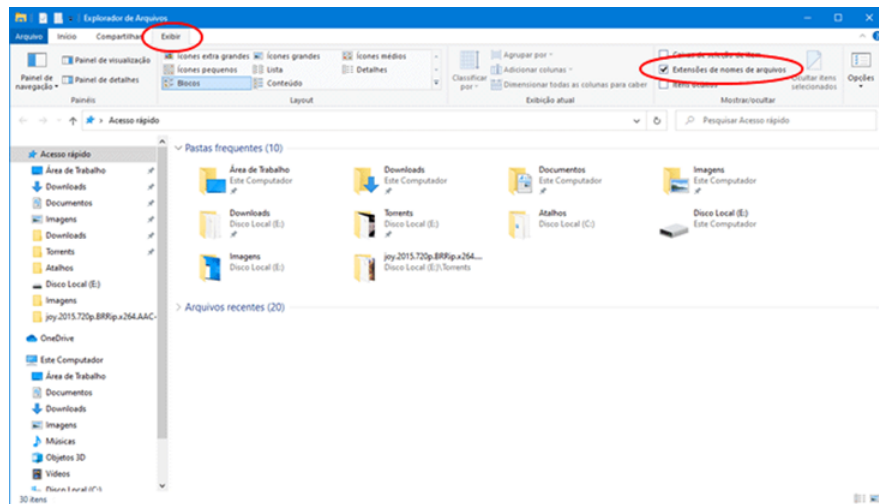 Explorador de Arquivos
Arquivo Início Compartilhar Exibir
Painel de navegação
Painel de visualização
Painel de detalhes
Painéis
Ícones extra grandes Ícones grandes Ícones médios
Ícones pequenos Lista Detalhes
Blocos Conteúdo
Layout
Classificar por
Agrupar por
Adicionar colunas
Dimensionar todas as colunas para caber
Exibição atual
Caixas de seleção de item
Extensões de nomes de arquivos
Itens ocultos
Ocultar itens selecionados
Mostrar/ocultar
Opções
Acesso rápido
Pesquisar Acesso rápido
Acesso rápido
Área de Trabalho
Downloads
Documentos
Imagens
Downloads
Torrents
Atalhos
Disco Local (E:)
Imagens
joy.2015.720p.BRRip.x264.AAC-
OneDrive
Este Computador
Área de Trabalho
Documentos
Downloads
Imagens
Músicas
Objetos 3D
Vídeos
Disco Local (C:)
Pastas frequentes (10)
Área de Trabalho
Este Computador
Downloads
Este Computador
Documentos
Este Computador
Imagens
Este Computador
Downloads
Disco Local (E:)
Torrents
Disco Local (E:)
Atalhos
Disco Local (C:)
Disco Local (E:)
Este Computador
Imagens
Disco Local (E:)
joy.2015.720p.BRRip.x264....
Disco Local (E:)\Torrents
Arquivos recentes (20)
30 itens